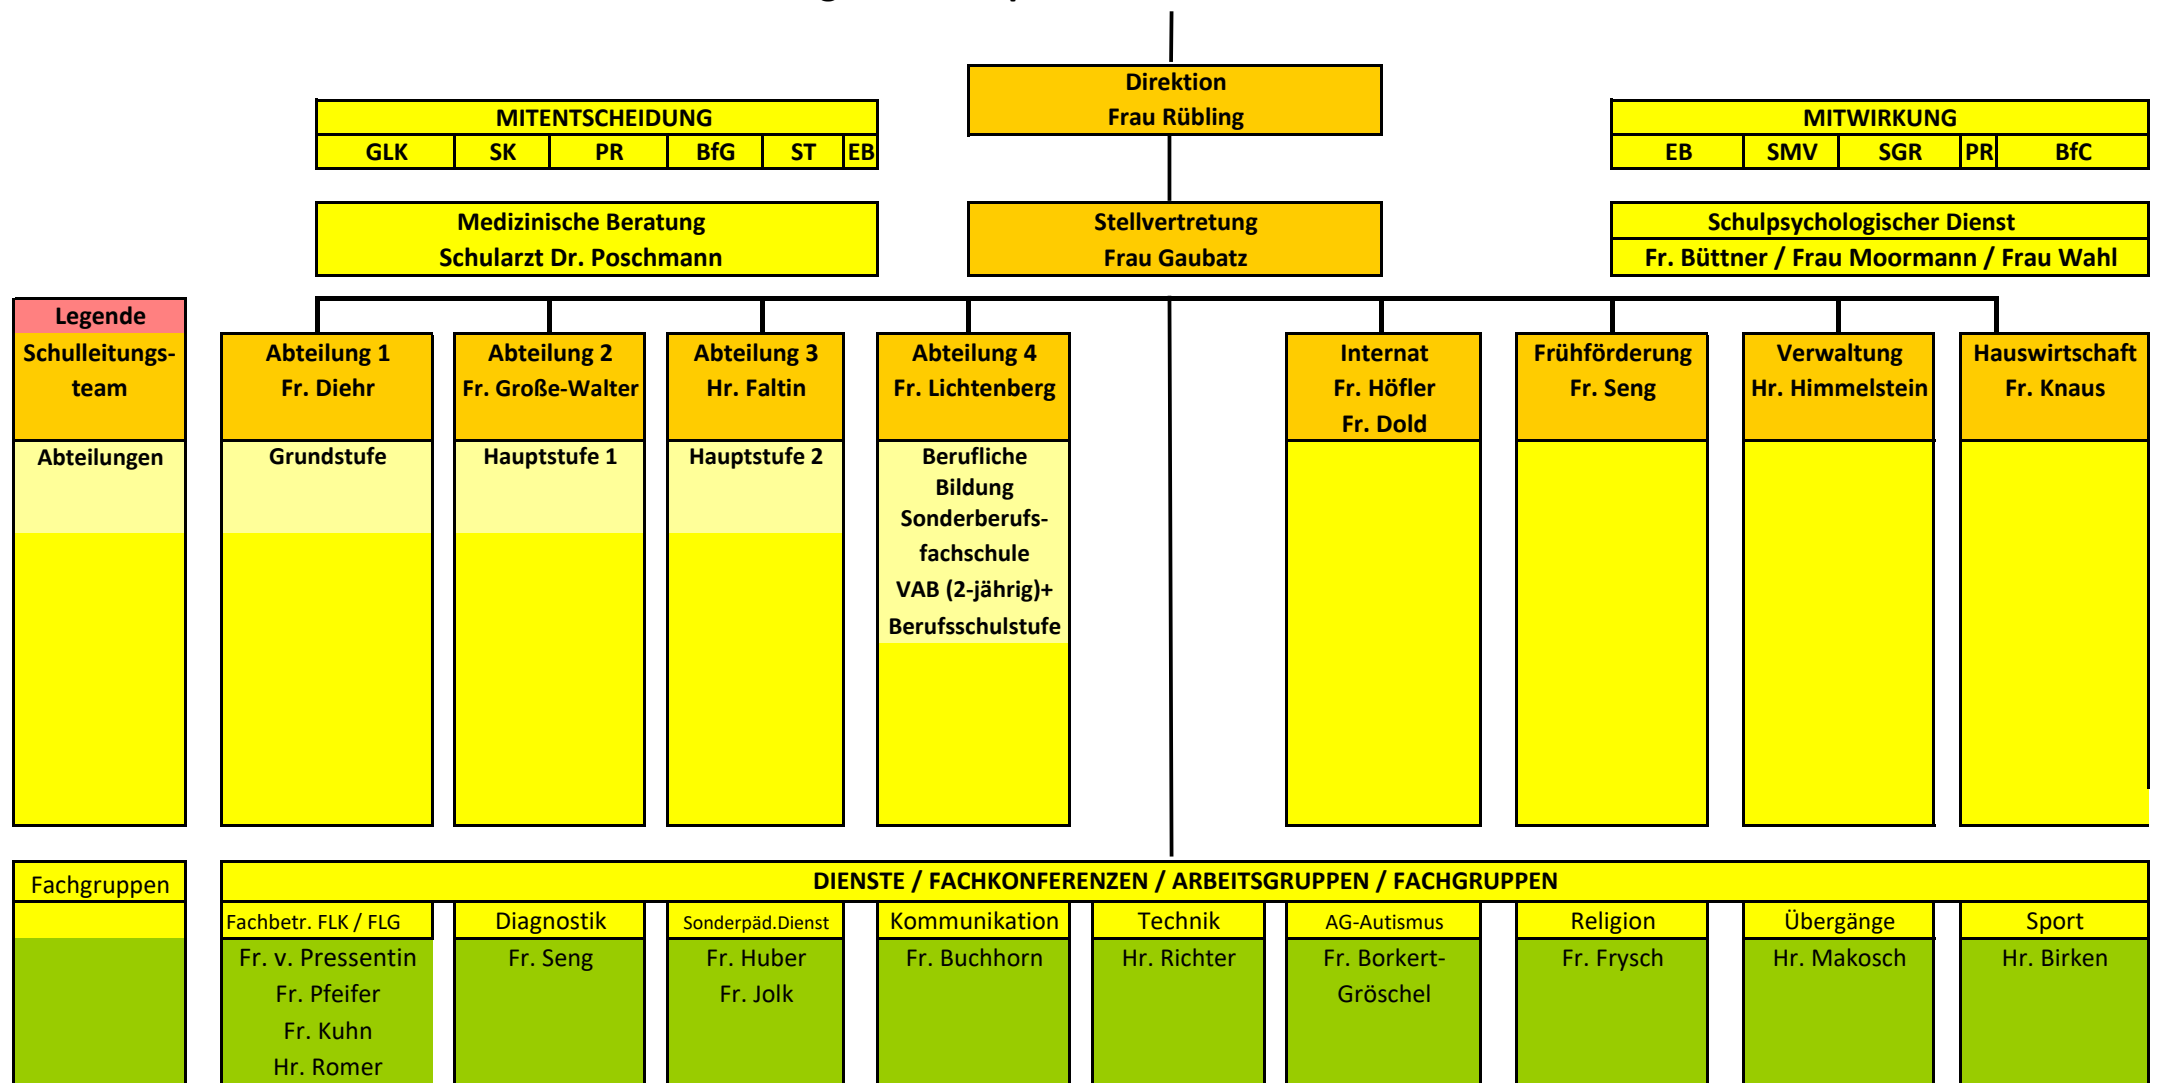 Direktion
Frau Rübling
MITENTSCHEIDUNG
GLK SK PR BfG ST EB
MITWIRKUNG
EB SMV SGR PR BfC
Medizinische Beratung
Schularzt Dr. Poschmann
Stellvertretung
Frau Gaubatz
Schulpsychologischer Dienst
Fr. Büttner / Frau Moormann / Frau Wahl
Legende
Schulleitungs-
team
Abteilung 1
Fr. Diehr
Abteilung 2
Fr. Große-Walter
Abteilung 3
Hr. Faltin
Abteilung 4
Fr. Lichtenberg
Internat
Fr. Höfler
Fr. Dold
Frühförderung
Fr. Seng
Verwaltung
Hr. Himmelstein
Hauswirtschaft
Fr. Knaus
Abteilungen
Grundstufe
Hauptstufe 1
Hauptstufe 2
Berufliche
Bildung
Sonderberufs-
fachschule
VAB (2-jährig)+
Berufsschulstufe
Fachgruppen
DIENSTE / FACHKONFERENZEN / ARBEITSGRUPPEN / FACHGRUPPEN
Fachbetr. FLK / FLG
Fr. v. Pressentin
Fr. Pfeifer
Fr. Kuhn
Hr. Romer
Diagnostik
Fr. Seng
Sonderpäd.Dienst
Fr. Huber
Fr. Jolk
Kommunikation
Fr. Buchhorn
Technik
Hr. Richter
AG-Autismus
Fr. Borkert-
Gröschel
Religion
Fr. Frysch
Übergänge
Hr. Makosch
Sport
Hr. Birken